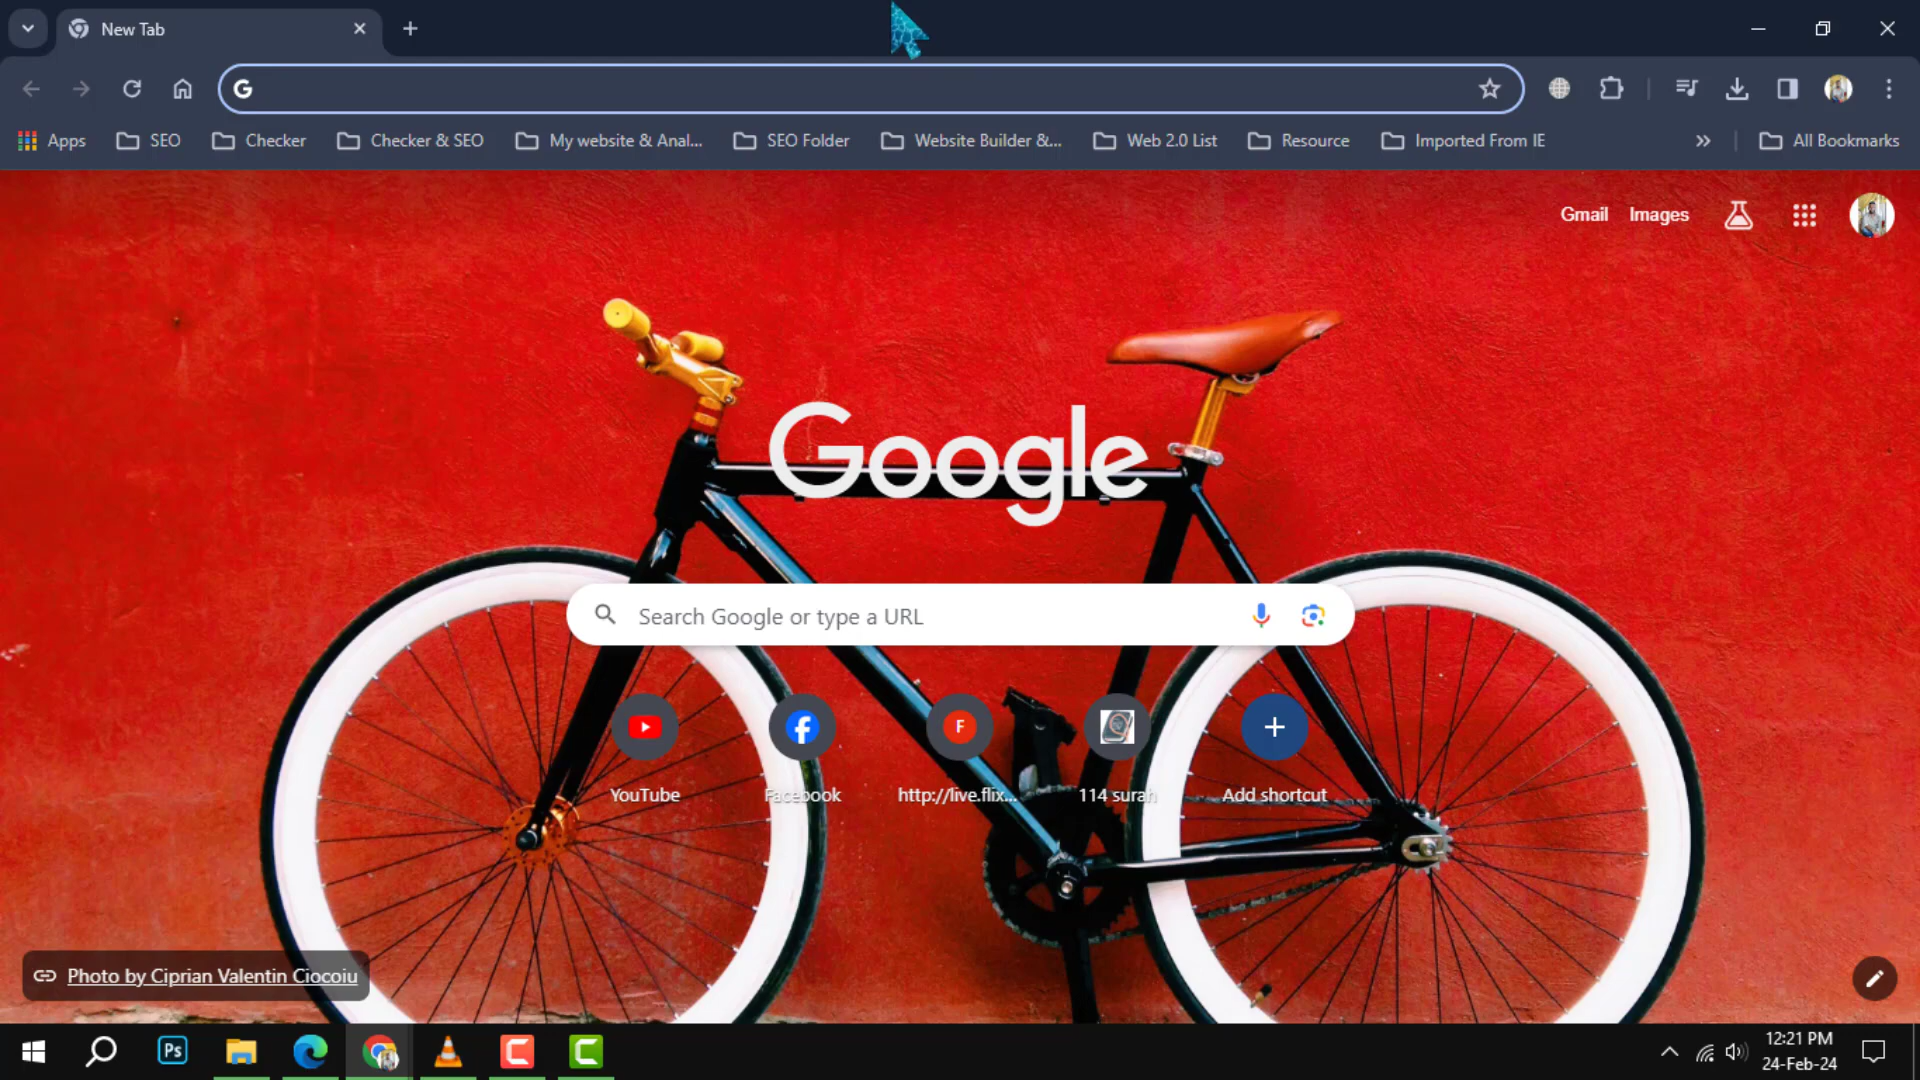 New Tab
Apps
SEO
Checker
Checker & SEO
My website & Anal...
SEO Folder
Website Builder &...
Web 2.0 List
Resource
Imported From IE
All Bookmarks
Gmail
Images
Google
Search Google or type a URL
F
YouTube
Facebook
http://live.flix...
114 surah
Add shortcut
Photo by Ciprian Valentin Ciocoiu
Ps
12:21 PM
24-Feb-24